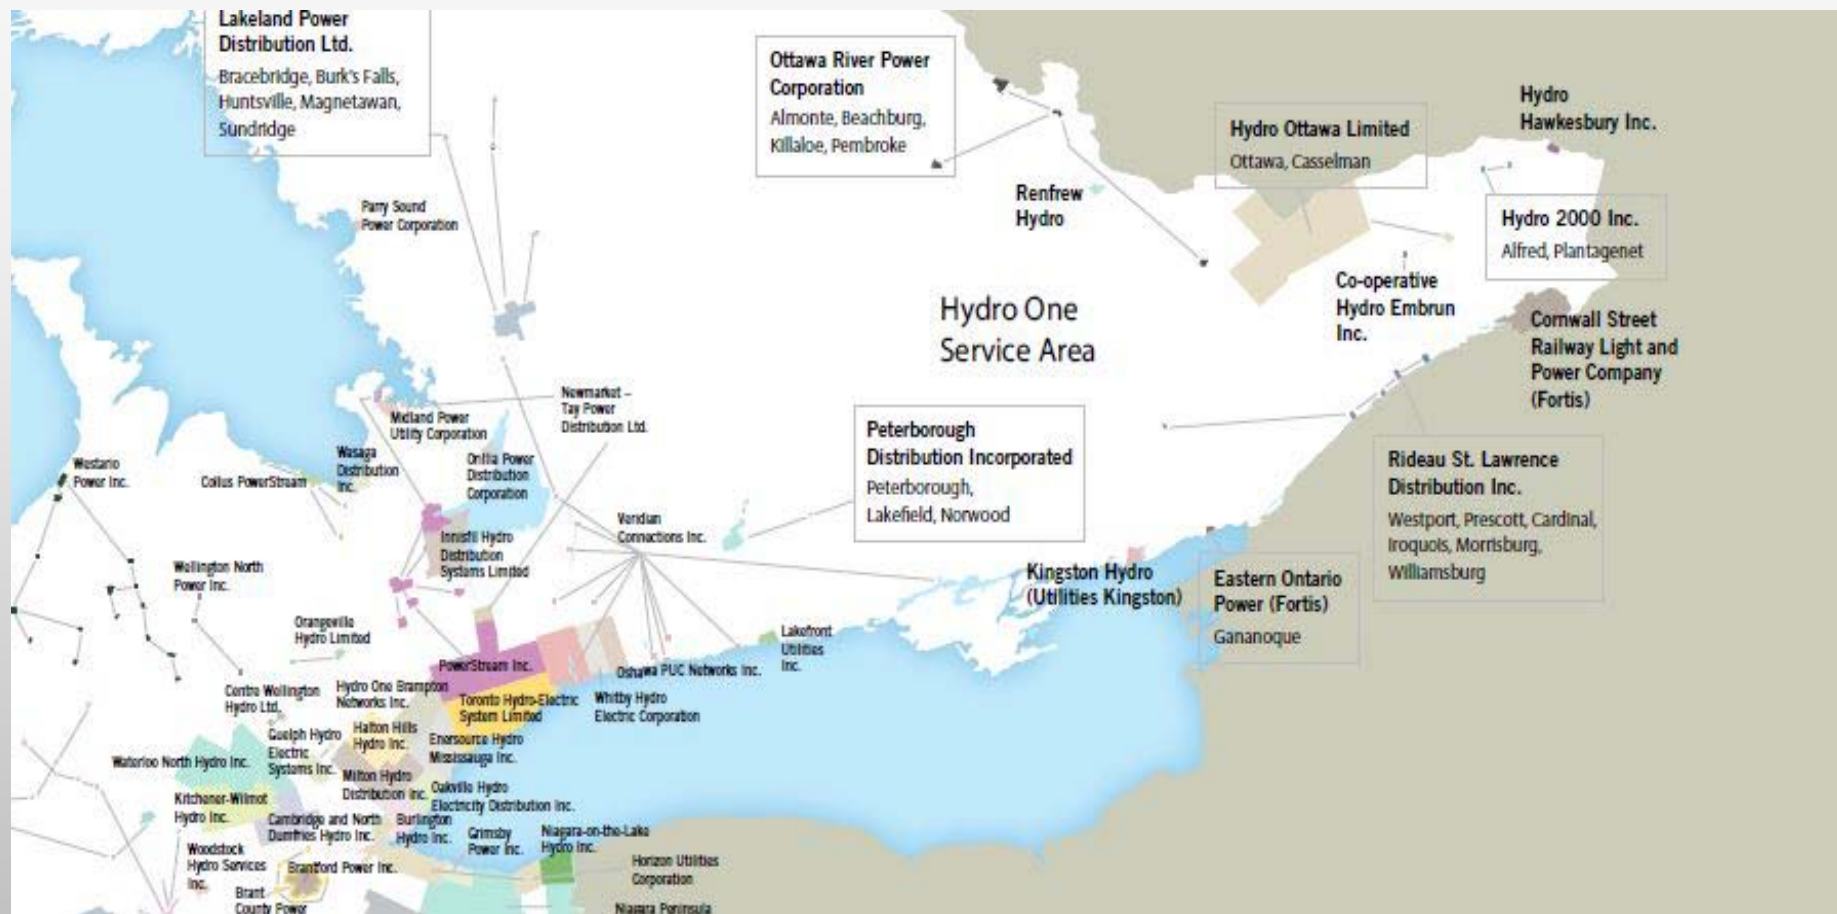 Lakeland Power
Distribution Ltd.
Bracebridge, Burk's Falls,
Huntsville, Magnetawan,
Sundridge
Ottawa River Power
Corporation
Almonte, Beachburg,
Killaloe, Pembroke
Hydro Ottawa Limited
Ottawa, Casselman
Hydro
Hawkesbury Inc.
Renfrew
Hydro
Hydro 2000 Inc.
Alfred, Plantagenet
Parry Sound
Power Corporation
Co-operative
Hydro Embrun
Inc.
Hydro One
Service Area
Cornwall Street
Railway Light and
Power Company
(Fortis)
Newmarket –
Tay Power
Distribution Ltd.
Midland Power
Utility Corporation
Peterborough
Distribution Incorporated
Peterborough,
Lakefield, Norwood
Rideau St. Lawrence
Distribution Inc.
Westport, Prescott, Cardinal,
Iroquois, Morrisburg,
Williamsburg
Westario
Power Inc.
Collus PowerStream
Wasaga
Distribution
Inc.
Orillia Power
Distribution
Corporation
Veridian
Connections Inc.
Innisfil Hydro
Distribution
Systems Limited
Wellington North
Power Inc.
Kingston Hydro
(Utilities Kingston)
Eastern Ontario
Power (Fortis)
Gananoque
Orangeville
Hydro Limited
Lakefront
Utilities
Inc.
PowerStream Inc.
Oshawa PUC Networks Inc.
Centre Wellington
Hydro Ltd.
Hydro One Brampton
Networks Inc.
Toronto Hydro-Electric
System Limited
Whitby Hydro
Electric Corporation
Guelph Hydro
Electric
Systems Inc.
Halton Hills
Hydro Inc.
Enersource Hydro
Mississauga Inc.
Waterloo North Hydro Inc.
Milton Hydro
Distribution Inc.
Oakville Hydro
Electricity Distribution Inc.
Kitchener-Wilmot
Hydro Inc.
Cambridge and North
Dumfries Hydro Inc.
Burlington
Hydro Inc.
Grimsby
Power Inc.
Niagara-on-the-Lake
Hydro Inc.
Woodstock
Hydro Services
Inc.
Brantford Power Inc.
Horizon Utilities
Corporation
Brant
County Power
Niagara Peninsula